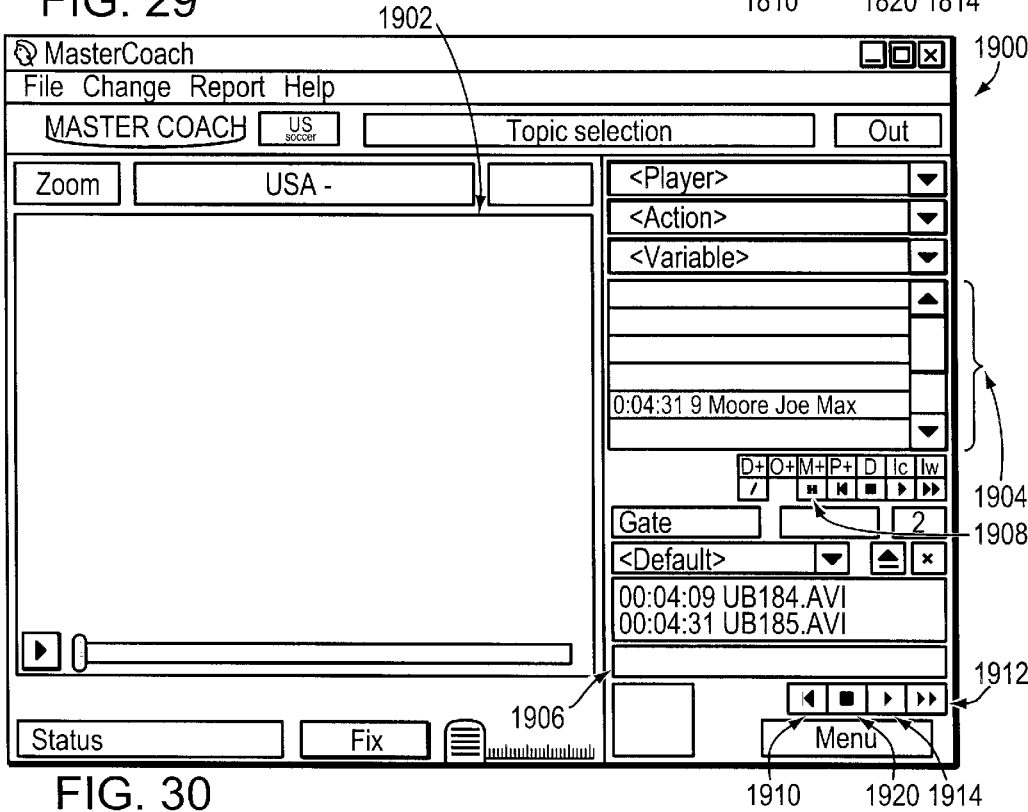 FIG. 29
1902
1810 1820 1814
MasterCoach
1900
File Change Report Help
MASTER COACH US soccer Topic selection Out
Zoom USA -
<Player>
<Action>
<Variable>
0:04:31 9 Moore Joe Max
1904
D+ O+ M+ P+ D Ic Iw
Gate 2
1908
<Default>
00:04:09 UB184.AVI
00:04:31 UB185.AVI
1912
1906
Status Fix Menu
FIG. 30
1910 1920 1914